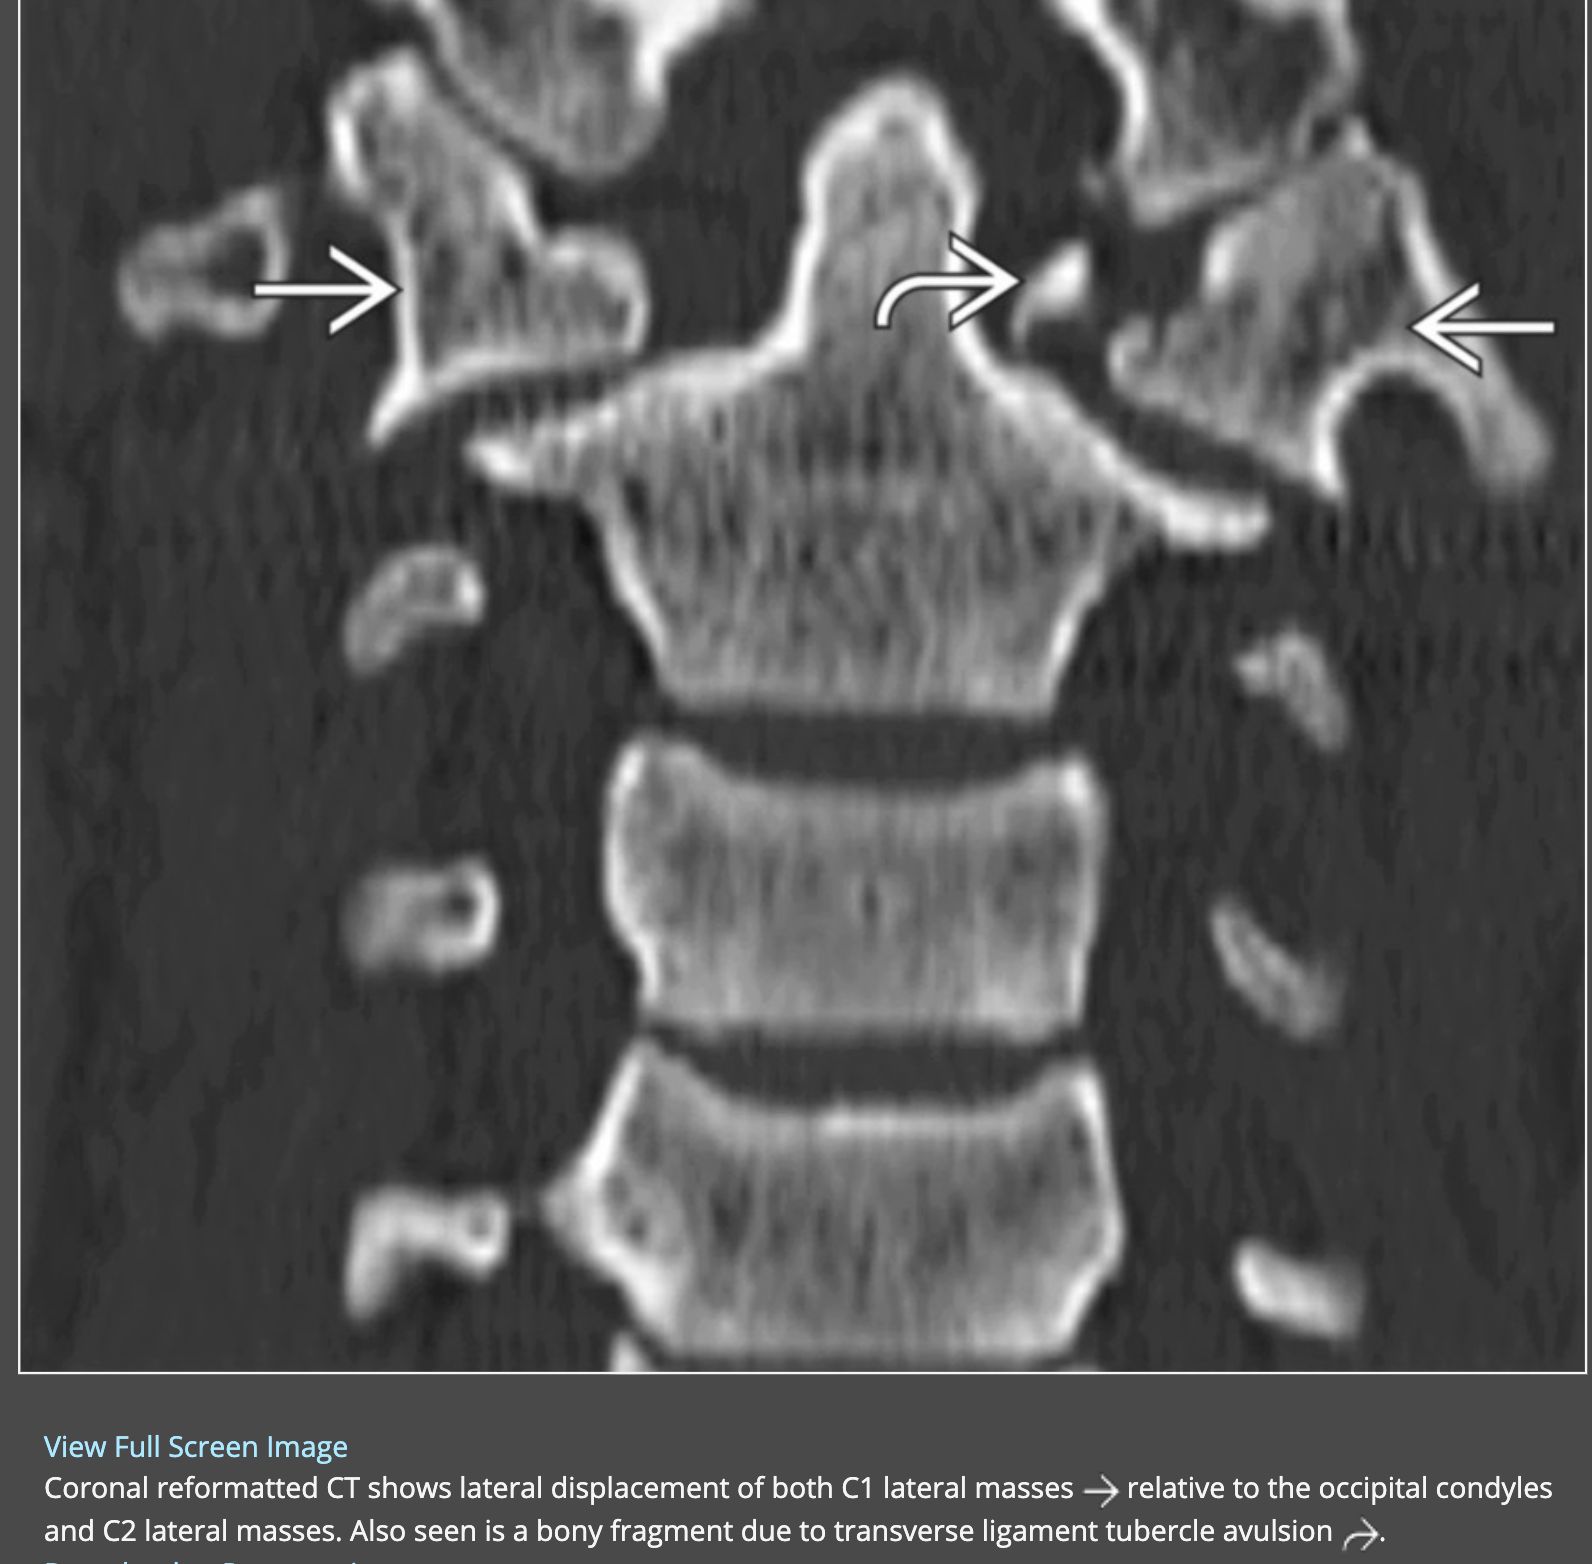 View Full Screen Image
Coronal reformatted CT shows lateral displacement of both C1 lateral masses → relative to the occipital condyles
and C2 lateral masses. Also seen is a bony fragment due to transverse ligament tubercle avulsion ↷.